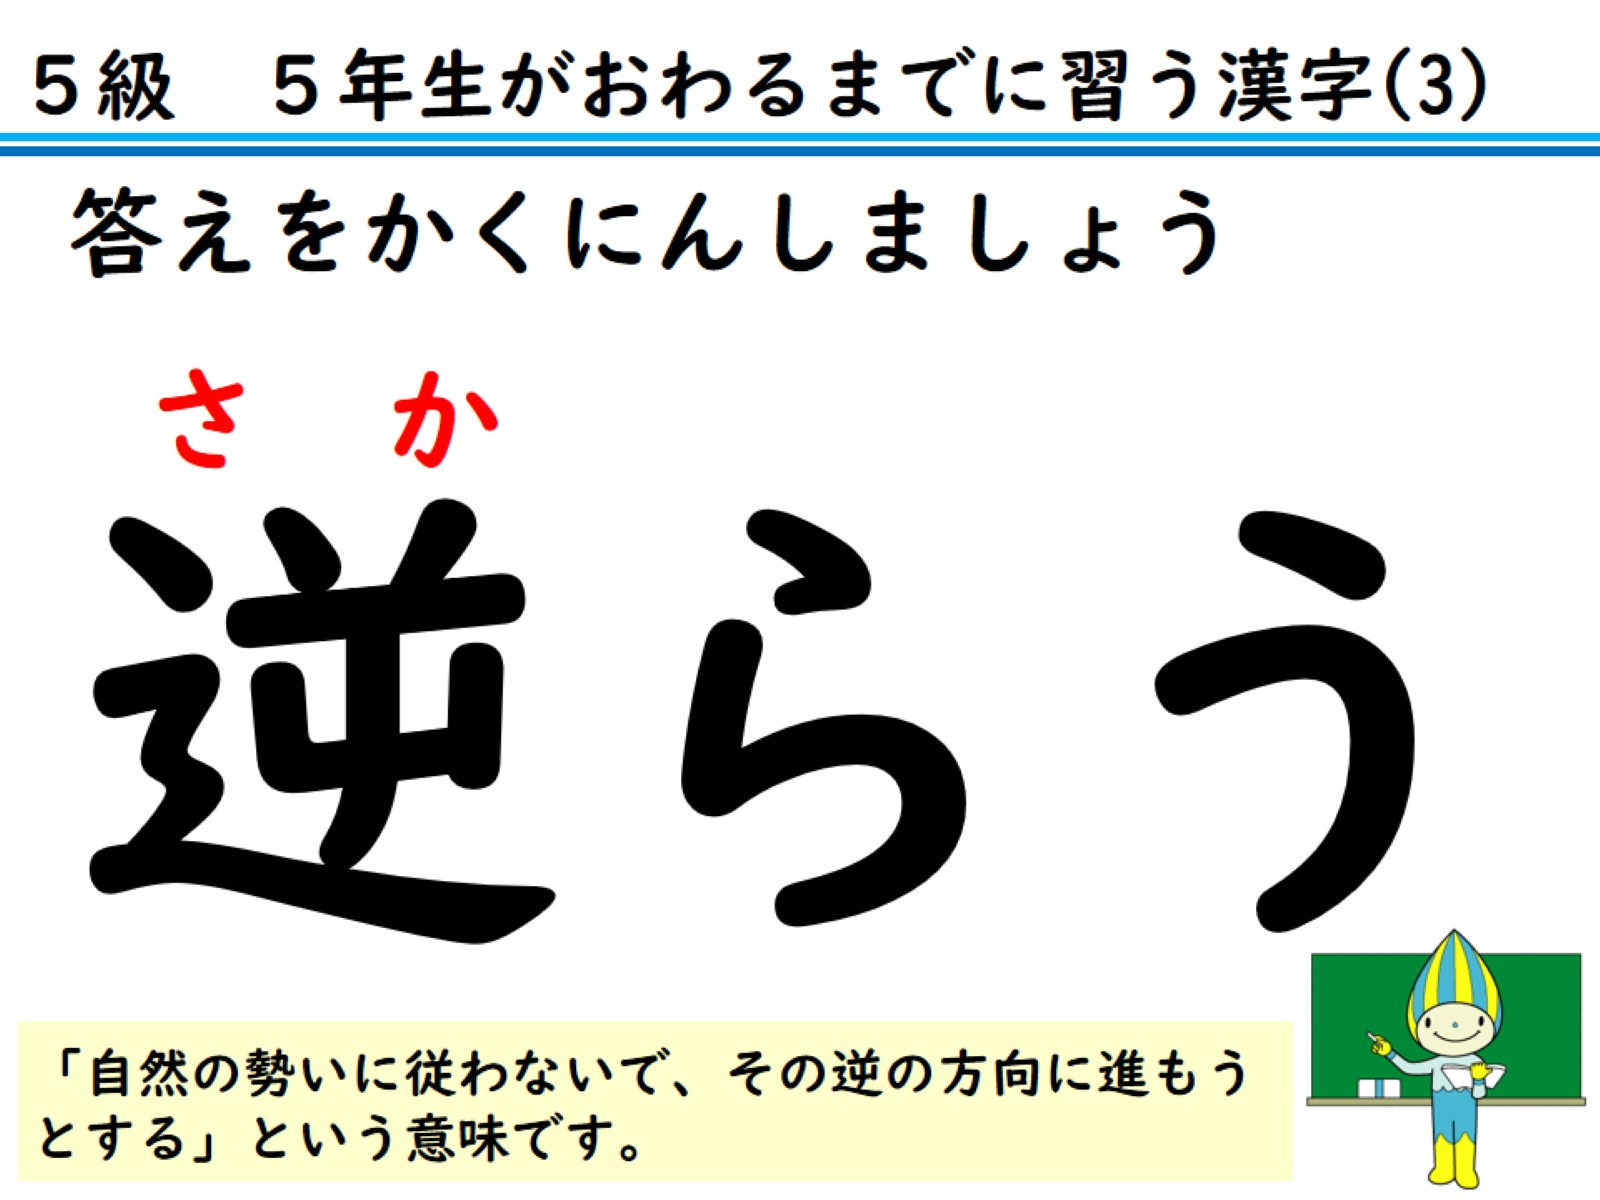 ５級　５年生がおわるまでに習う漢字(3)
答えをかくにんしましょう
さ　か
逆らう
「自然の勢いに従わないで、その逆の方向に進もう
とする」という意味です。